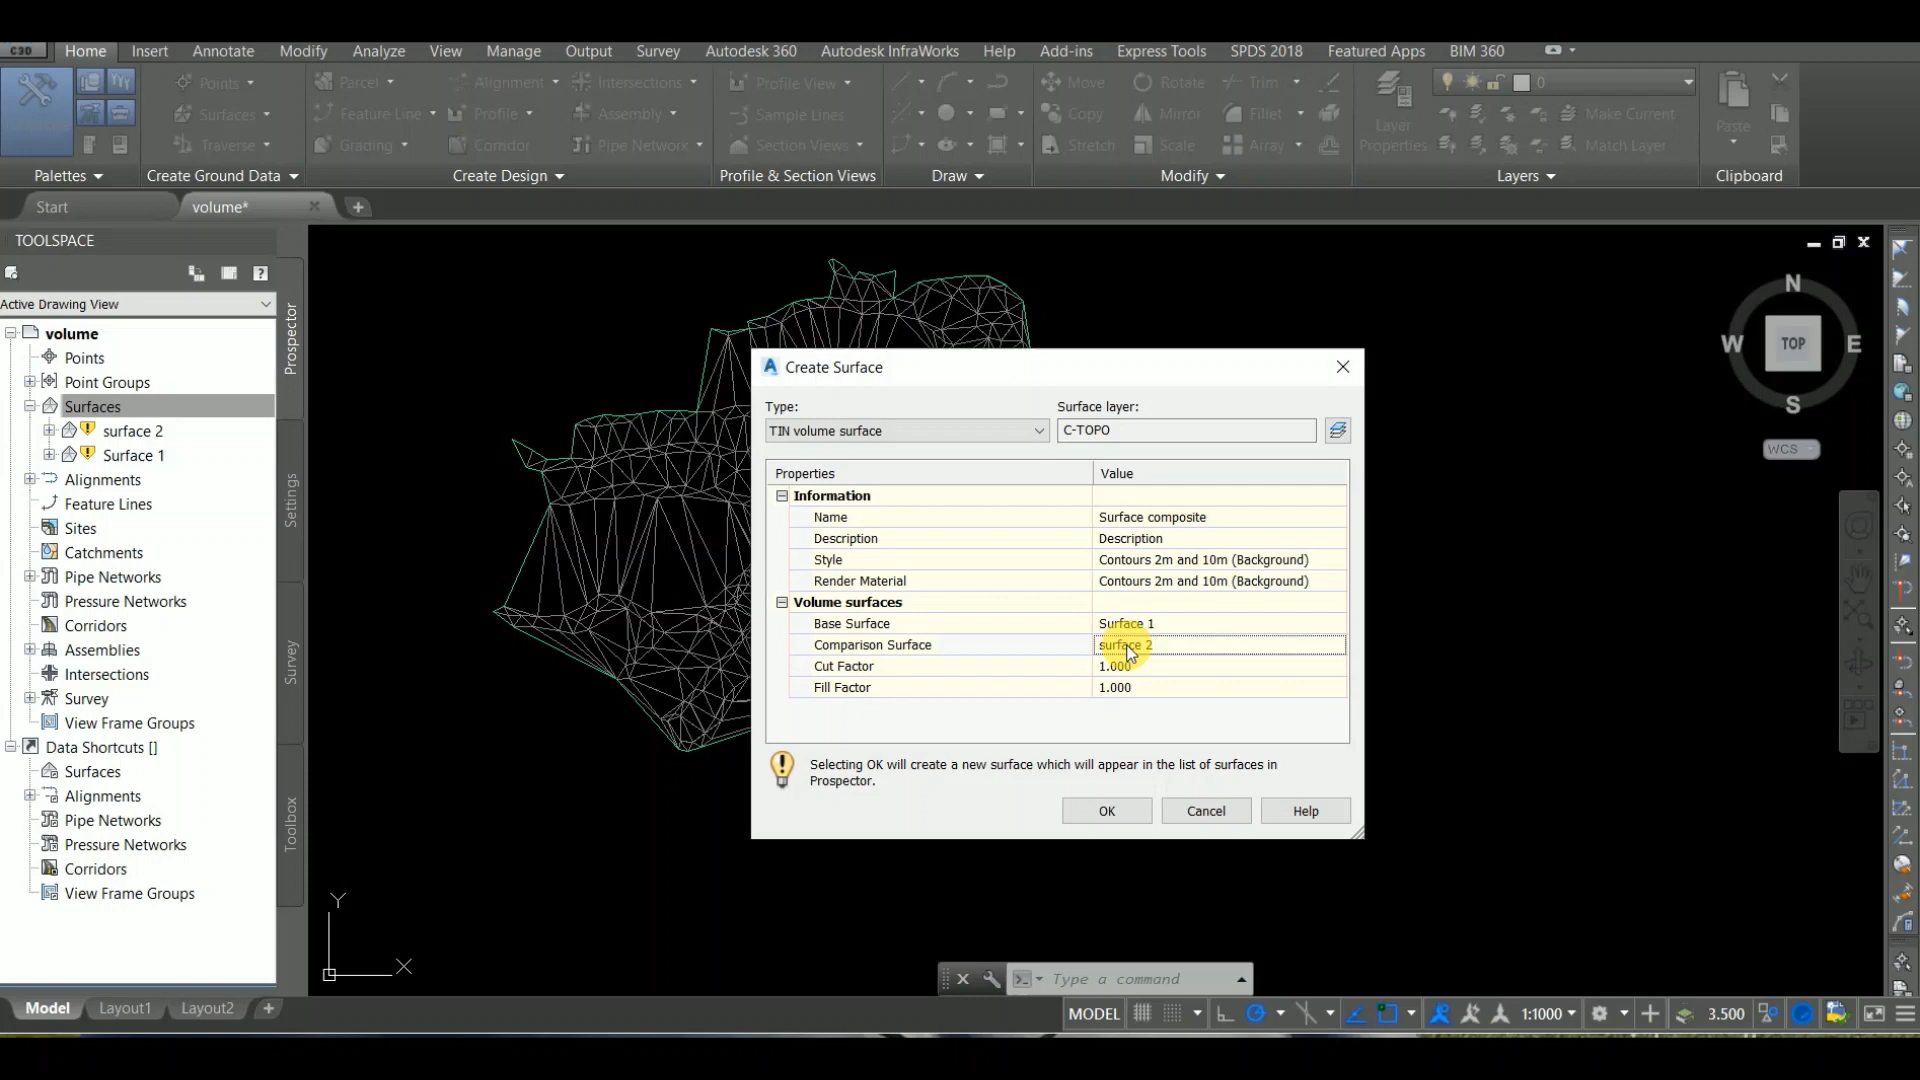 C3D
Home Insert Annotate Modify Analyze View Manage Output Survey Autodesk 360 Autodesk InfraWorks Help Add-ins Express Tools SPDS 2018 Featured Apps BIM 360
Points Parcel Alignment Intersections Profile View Move Rotate Trim 0
Surfaces Feature Line Profile Assembly Sample Lines Copy Mirror Fillet Make Current
Traverse Grading Corridor Pipe Network Section Views Stretch Scale Array Match Layer
Layer
Properties
Paste
Palettes Create Ground Data Create Design Profile & Section Views Draw Modify Layers Clipboard
Start volume*
TOOLSPACE
Active Drawing View
volume
Points
Point Groups
Surfaces
surface 2
Surface 1
Alignments
Feature Lines
Sites
Catchments
Pipe Networks
Pressure Networks
Corridors
Assemblies
Intersections
Survey
View Frame Groups
Data Shortcuts []
Surfaces
Alignments
Pipe Networks
Pressure Networks
Corridors
View Frame Groups
Prospector
Settings
Survey
Toolbox
Create Surface
Type: Surface layer:
TIN volume surface C-TOPO
Properties Value
Information
Name Surface composite
Description Description
Style Contours 2m and 10m (Background)
Render Material Contours 2m and 10m (Background)
Volume surfaces
Base Surface Surface 1
Comparison Surface surface 2
Cut Factor 1.000
Fill Factor 1.000
Selecting OK will create a new surface which will appear in the list of surfaces in
Prospector.
OK Cancel Help
N
W TOP E
S
WCS
Y
X
Type a command
Model Layout1 Layout2
MODEL 1:1000 3.500